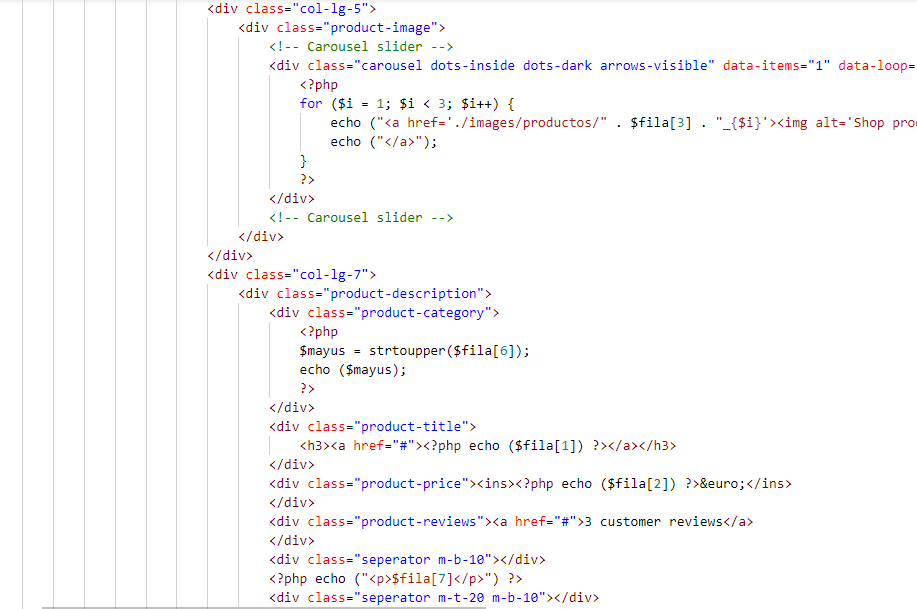 <div class="col-lg-5">
<div class="product-image">
<!-- Carousel slider -->
<div class="carousel dots-inside dots-dark arrows-visible" data-items="1" data-loop=
<?php
for ($i = 1; $i < 3; $i++) {
echo ("<a href='./images/productos/" . $fila[3] . "_{$i}'><img alt='Shop pro
echo ("</a>");
}
?>
</div>
<!-- Carousel slider -->
</div>
</div>
<div class="col-lg-7">
<div class="product-description">
<div class="product-category">
<?php
$mayus = strtoupper($fila[6]);
echo ($mayus);
?>
</div>
<div class="product-title">
<h3><a href="#"><?php echo ($fila[1]) ?></a></h3>
</div>
<div class="product-price"><ins><?php echo ($fila[2]) ?>&euro;</ins>
</div>
<div class="product-reviews"><a href="#">3 customer reviews</a>
</div>
<div class="seperator m-b-10"></div>
<?php echo ("<p>$fila[7]</p>") ?>
<div class="seperator m-t-20 m-b-10"></div>